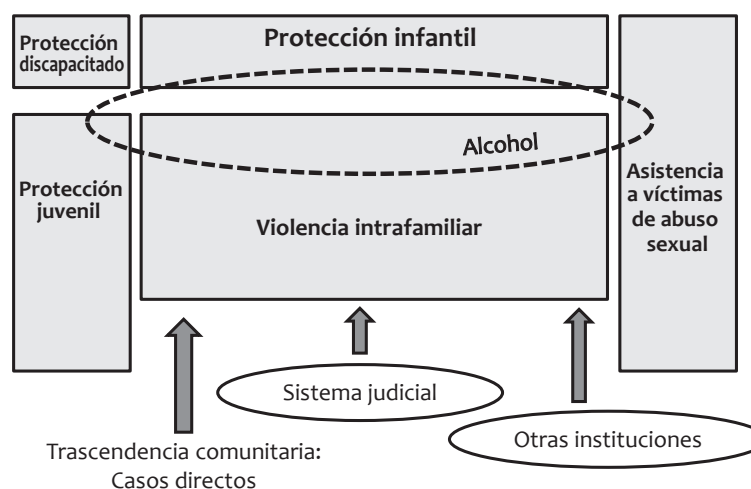 Protección
discapacitado
Protección infantil
Alcohol
Protección
juvenil
Violencia intrafamiliar
Asistencia
a víctimas
de abuso
sexual
Sistema judicial
Otras instituciones
Trascendencia comunitaria:
Casos directos